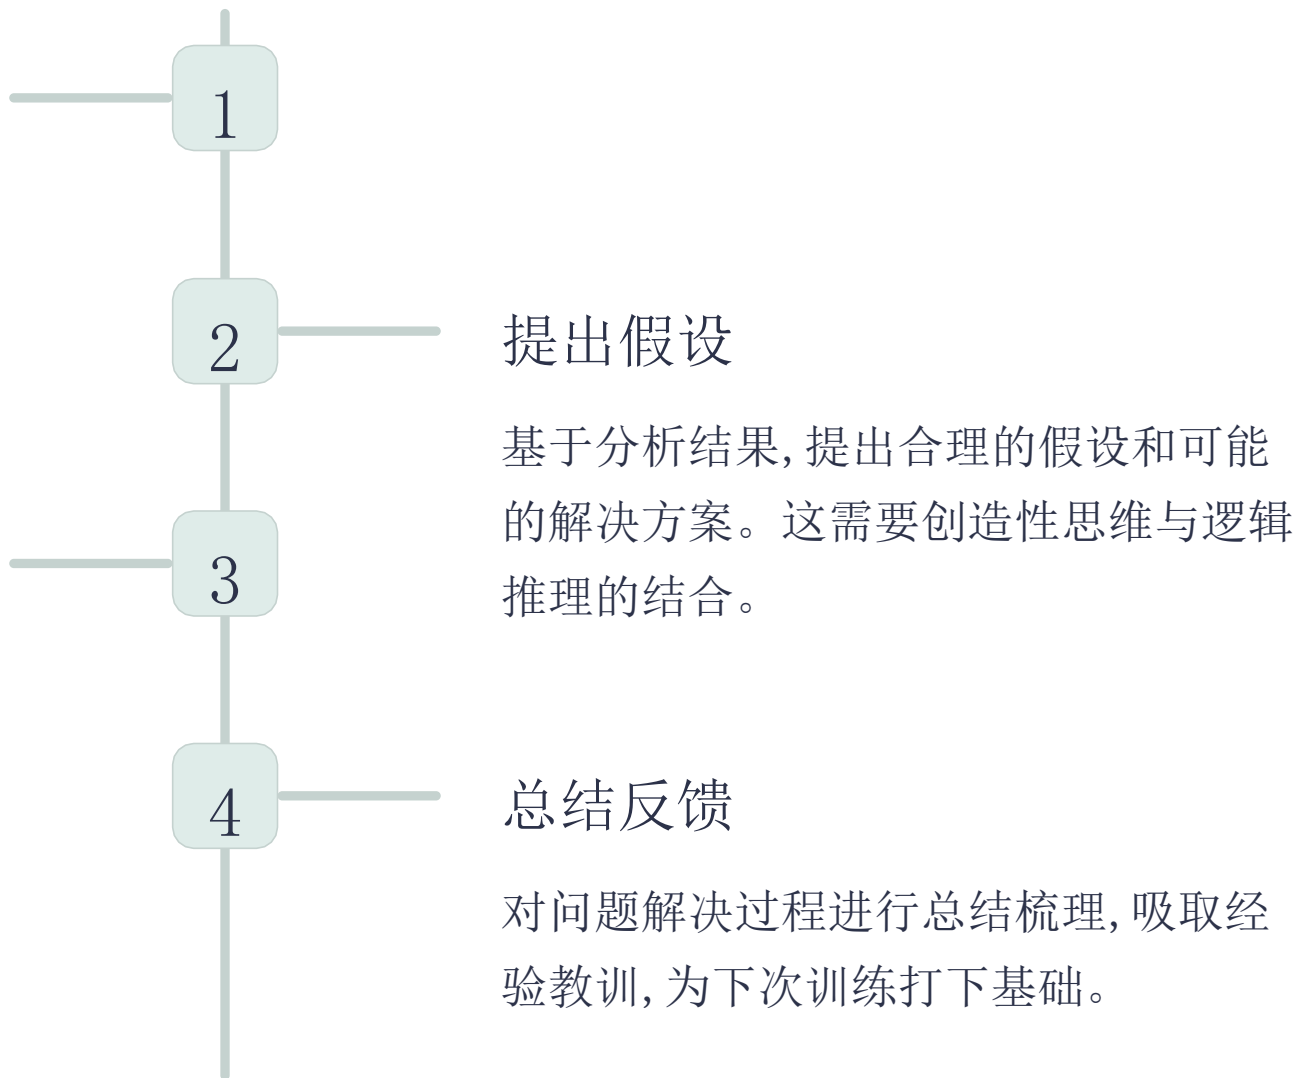 1
2
提出假设
基于分析结果,提出合理的假设和可能
的解决方案。这需要创造性思维与逻辑
推理的结合。
3
4
总结反馈
对问题解决过程进行总结梳理,吸取经
验教训,为下次训练打下基础。